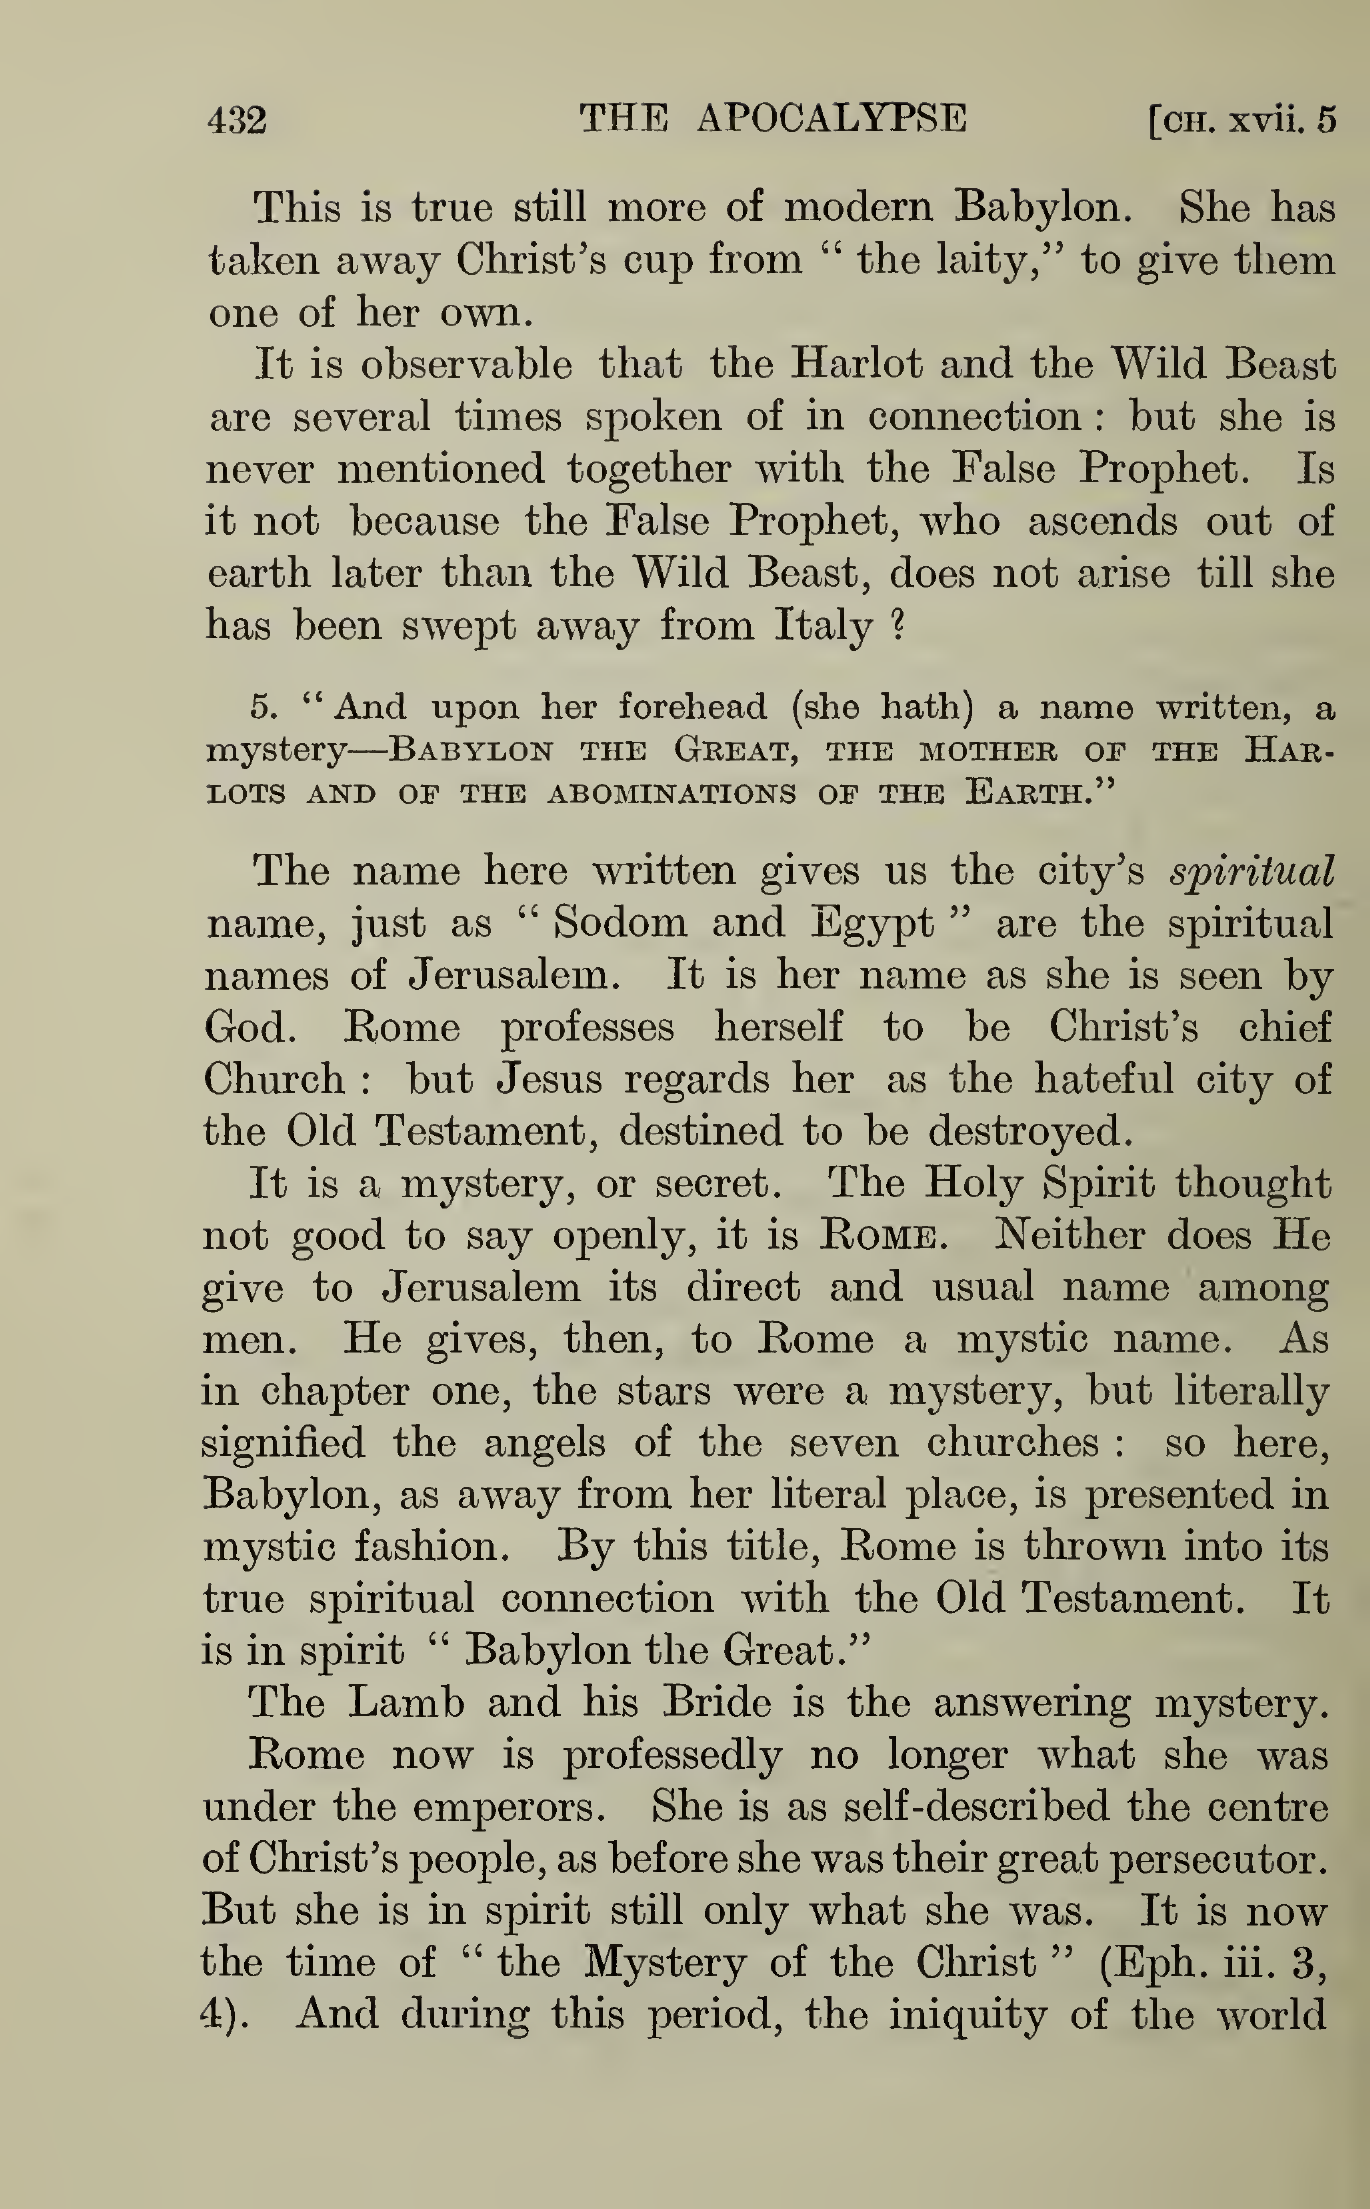 432 THE APOCALYPSE [CH. xvii. 5
This is true still more of modern Babylon. She has
taken away Christ's cup from “ the laity,” to give them
one of her own.
It is observable that the Harlot and the Wild Beast
are several times spoken of in connection : but she is
never mentioned together with the False Prophet. Is
it not because the False Prophet, who ascends out of
earth later than the Wild Beast, does not arise till she
has been swept away from Italy ?
5. “ And upon her forehead (she hath) a name written, a
mystery—BABYLON THE GREAT, THE MOTHER OF THE HAR-
LOTS AND OF THE ABOMINATIONS OF THE EARTH.”
The name here written gives us the city's spiritual
name, just as “ Sodom and Egypt ” are the spiritual
names of Jerusalem. It is her name as she is seen by
God. Rome professes herself to be Christ's chief
Church : but Jesus regards her as the hateful city of
the Old Testament, destined to be destroyed.
It is a mystery, or secret. The Holy Spirit thought
not good to say openly, it is ROME. Neither does He
give to Jerusalem its direct and usual name among
men. He gives, then, to Rome a mystic name. As
in chapter one, the stars were a mystery, but literally
signified the angels of the seven churches : so here,
Babylon, as away from her literal place, is presented in
mystic fashion. By this title, Rome is thrown into its
true spiritual connection with the Old Testament. It
is in spirit “ Babylon the Great.”
The Lamb and his Bride is the answering mystery.
Rome now is professedly no longer what she was
under the emperors. She is as self-described the centre
of Christ's people, as before she was their great persecutor.
But she is in spirit still only what she was. It is now
the time of “ the Mystery of the Christ ” (Eph. iii. 3,
4). And during this period, the iniquity of the world